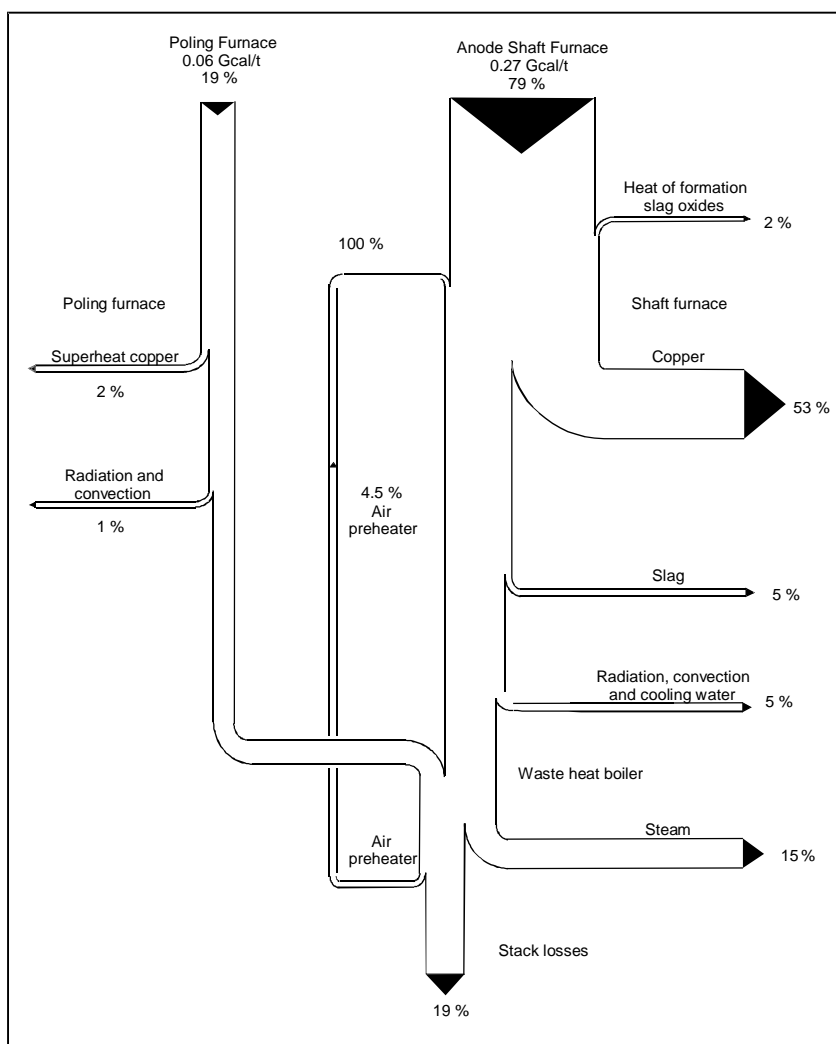 Poling Furnace
0.06 Gcal/t
19 %
Anode Shaft Furnace
0.27 Gcal/t
79 %
Heat of formation
slag oxides
2 %
100 %
Poling furnace
Shaft furnace
Superheat copper
2 %
Copper
53 %
Radiation and
convection
1 %
4.5 %
Air
preheater
Slag
5 %
Radiation, convection
and cooling water
5 %
Waste heat boiler
Air
preheater
Steam
15 %
Stack losses
19 %